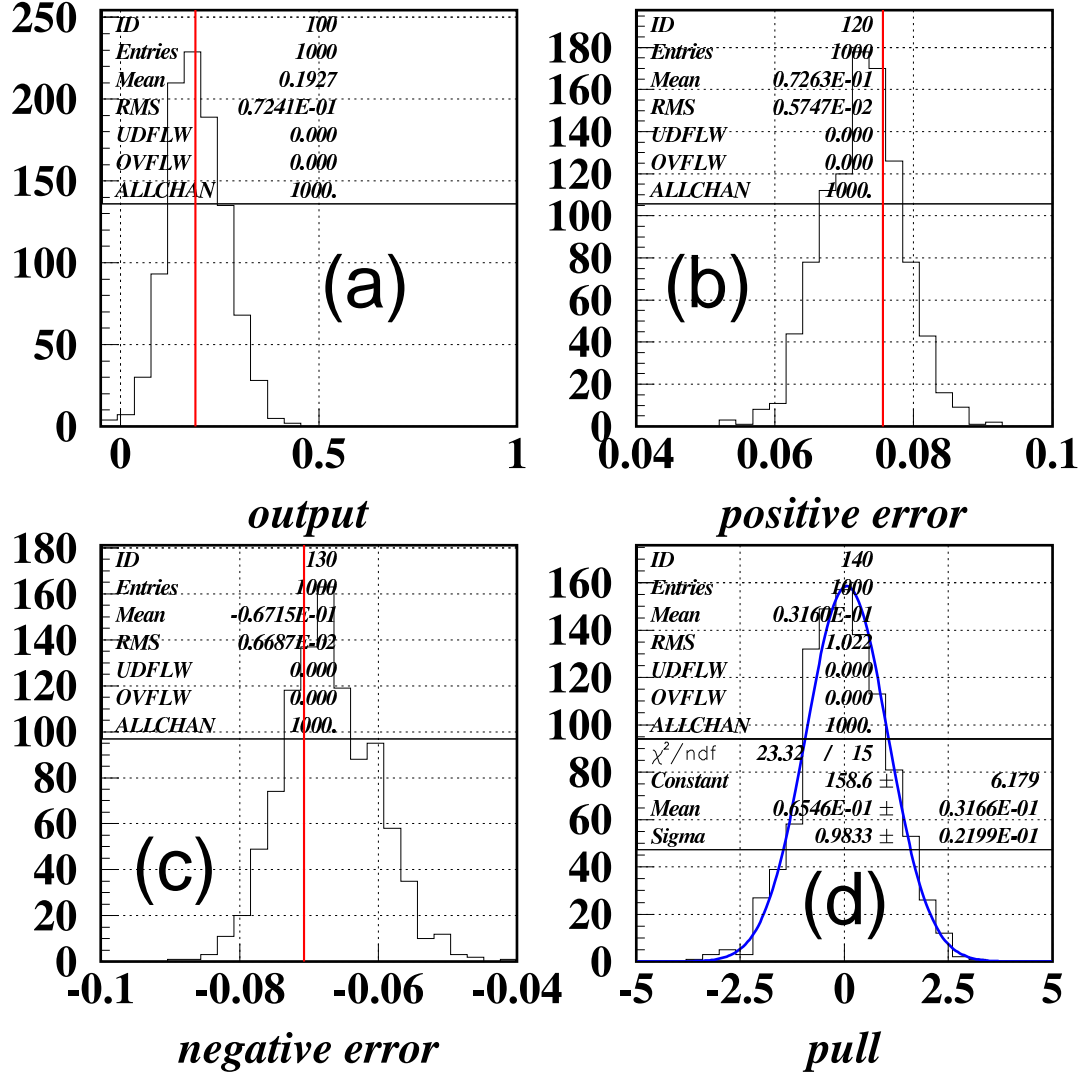 ID 100
Entries 1000
Mean 0.1927
RMS 0.7241E-01
UDFLW 0.000
OVFLW 0.000
ALLCHAN 1000.
250
200
150
100
50
0
(a)
0 0.5 1
output
ID 120
Entries 1000
Mean 0.7263E-01
RMS 0.5747E-02
UDFLW 0.000
OVFLW 0.000
ALLCHAN 1000.
180
160
140
120
100
80
60
40
20
0
(b)
0.04 0.06 0.08 0.1
positive error
ID 130
Entries 1000
Mean -0.6715E-01
RMS 0.6687E-02
UDFLW 0.000
OVFLW 0.000
ALLCHAN 1000.
180
160
140
120
100
80
60
40
20
0
(c)
-0.1 -0.08 -0.06 -0.04
negative error
ID 140
Entries 1000
Mean 0.3160E-01
RMS 1.022
UDFLW 0.000
OVFLW 0.000
ALLCHAN 1000.
χ²/ndf 23.32 / 15
Constant 158.6 ± 6.179
Mean 0.6546E-01 ± 0.3166E-01
Sigma 0.9833 ± 0.2199E-01
160
140
120
100
80
60
40
20
0
(d)
-5 -2.5 0 2.5 5
pull